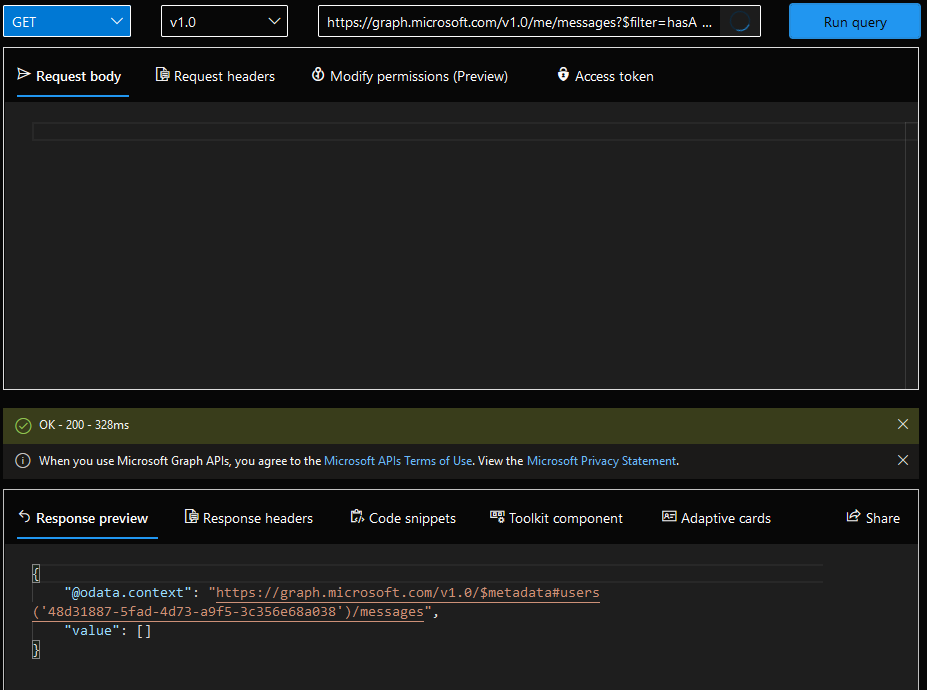 GET v1.0 https://graph.microsoft.com/v1.0/me/messages?$filter=hasA ... Run query
Request body Request headers Modify permissions (Preview) Access token
OK - 200 - 328ms
When you use Microsoft Graph APIs, you agree to the Microsoft APIs Terms of Use. View the Microsoft Privacy Statement.
Response preview Response headers Code snippets Toolkit component Adaptive cards Share
{
"@odata.context": "https://graph.microsoft.com/v1.0/$metadata#users
('48d31887-5fad-4d73-a9f5-3c356e68a038')/messages",
"value": []
}